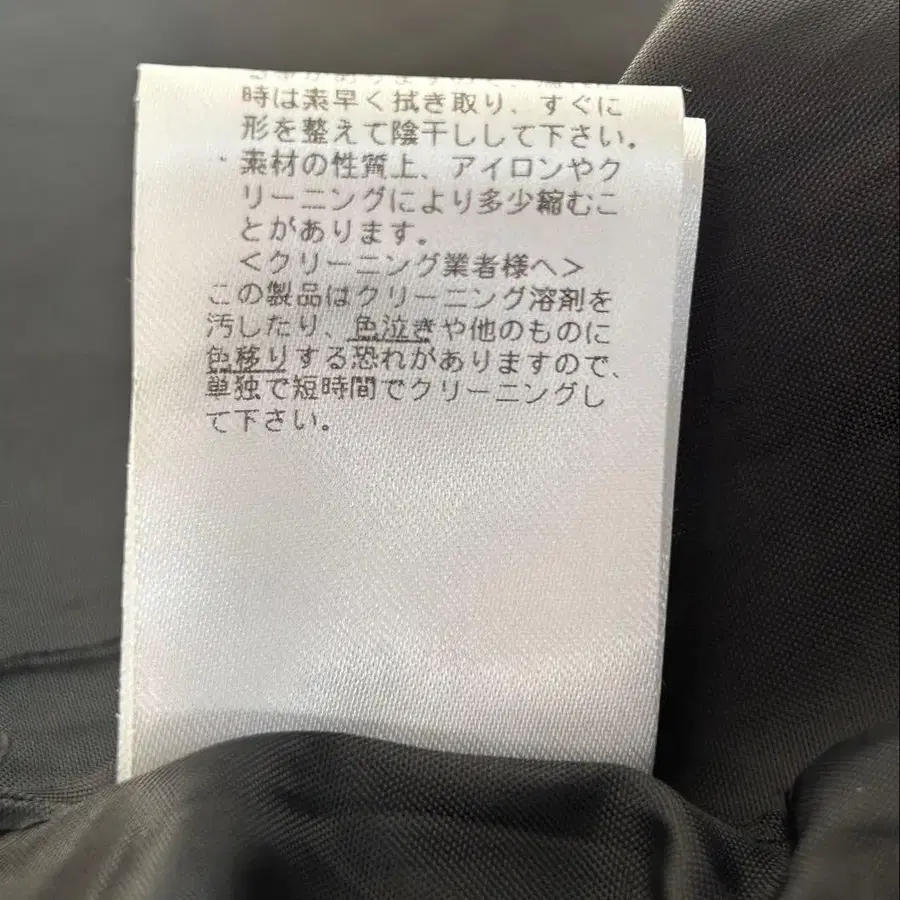 時は素早く拭き取り、すぐに
形を整えて陰干しして下さい。
・素材の性質上、アイロンやク
リーニングにより多少縮むこ
とがあります。
＜クリーニング業者様へ＞
この製品はクリーニング溶剤を
汚したり、色泣きや他のものに
色移りする恐れがありますので、
単独で短時間でクリーニングし
て下さい。